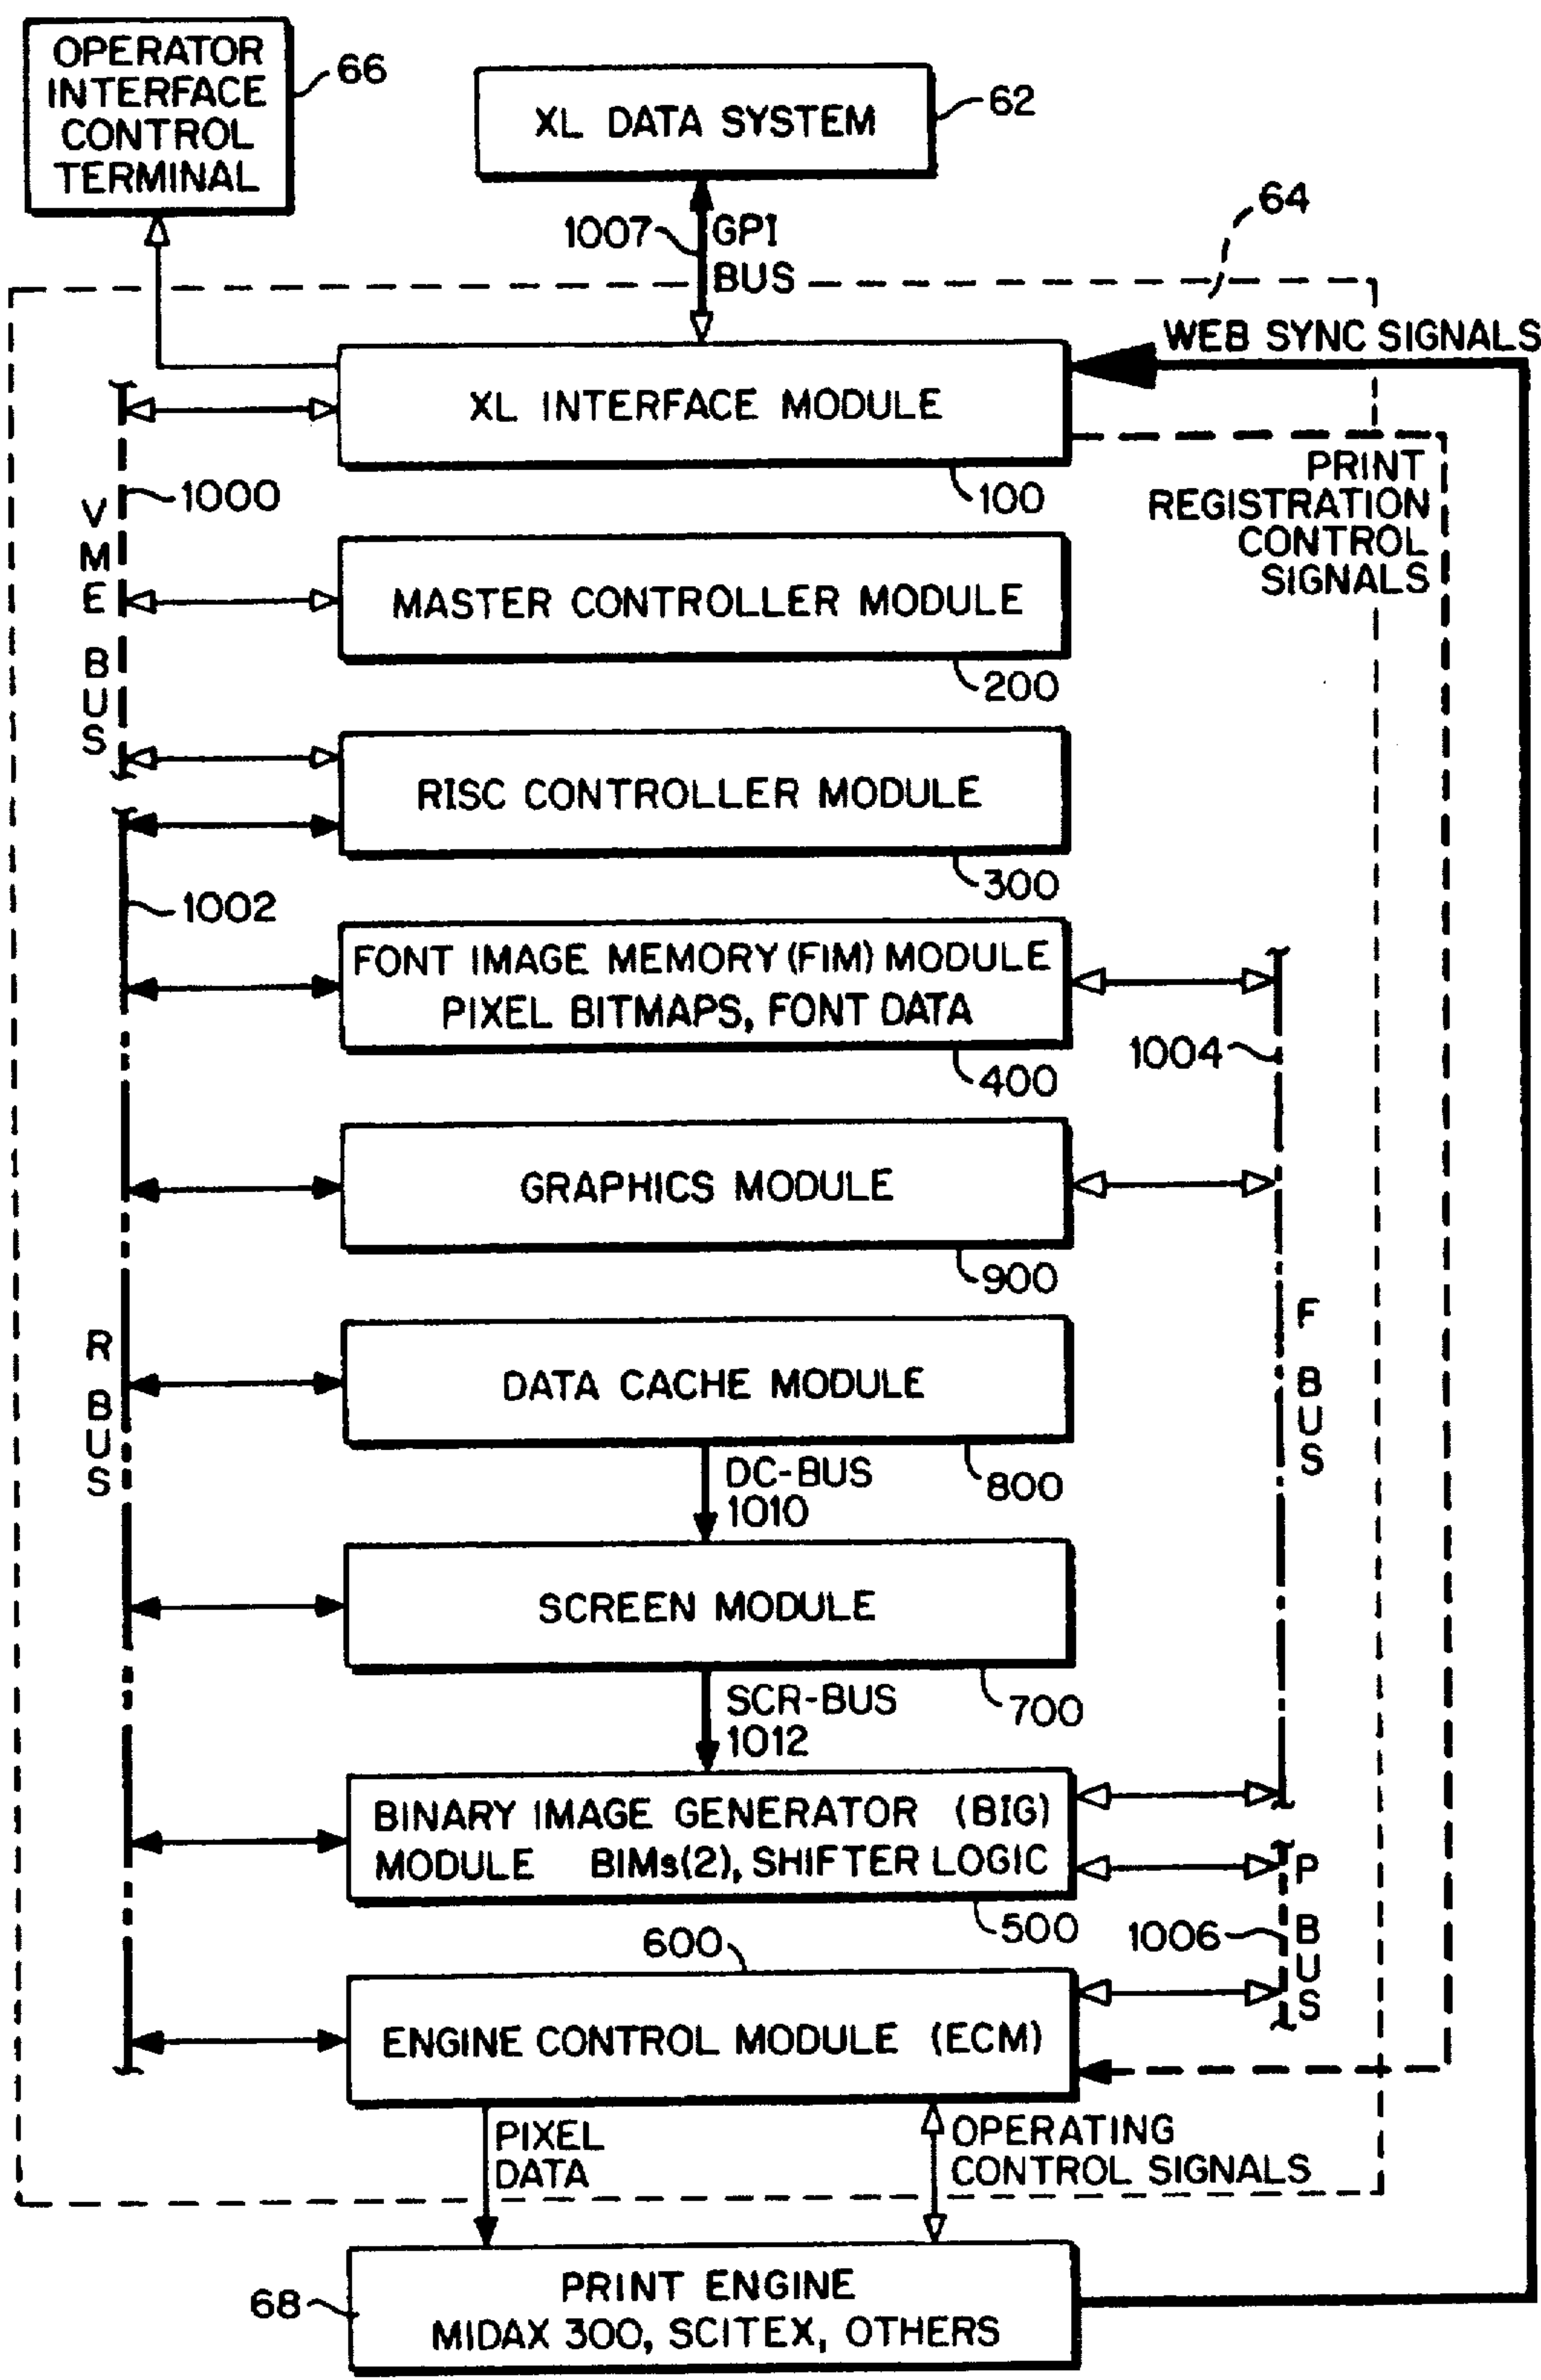 OPERATOR
INTERFACE
CONTROL
TERMINAL
66
XL DATA SYSTEM
62
1007
GPI
BUS
64
WEB SYNC SIGNALS
XL INTERFACE MODULE
100
PRINT
REGISTRATION
CONTROL
SIGNALS
VME BUS
1000
MASTER CONTROLLER MODULE
200
RISC CONTROLLER MODULE
300
1002
FONT IMAGE MEMORY (FIM) MODULE
PIXEL BITMAPS, FONT DATA
400
1004
GRAPHICS MODULE
900
R BUS
F BUS
DATA CACHE MODULE
800
DC-BUS
1010
SCREEN MODULE
700
SCR-BUS
1012
BINARY IMAGE GENERATOR (BIG)
MODULE BIMs(2), SHIFTER LOGIC
500
P BUS
1006
600
ENGINE CONTROL MODULE (ECM)
PIXEL
DATA
OPERATING
CONTROL SIGNALS
68
PRINT ENGINE
MIDAX 300, SCITEX, OTHERS